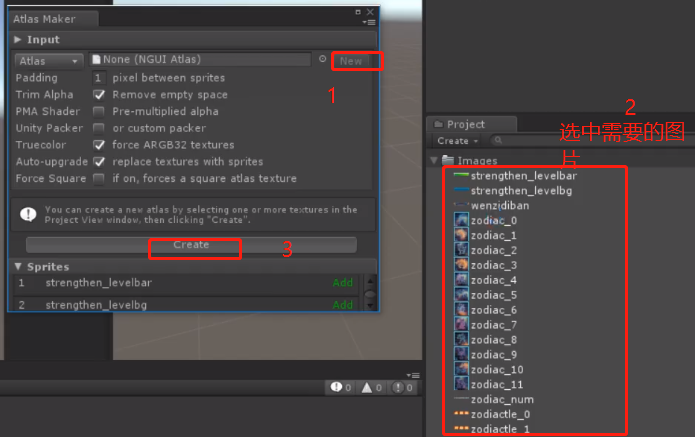 Atlas Maker
Input
Atlas None (NGUI Atlas) New
1
Padding 1 pixel between sprites
Trim Alpha Remove empty space
PMA Shader Pre-multiplied alpha
Unity Packer or custom packer
Truecolor force ARGB32 textures
Auto-upgrade replace textures with sprites
Force Square if on, forces a square atlas texture
You can create a new atlas by selecting one or more textures in the
Project View window, then clicking "Create".
Create
3
Sprites
1 strengthen_levelbar Add
2 strengthen_levelbg Add
0 0 0
2
选中需要的图
片
Project
Create
Images
strengthen_levelbar
strengthen_levelbg
wenzidiban
zodiac_0
zodiac_1
zodiac_2
zodiac_3
zodiac_4
zodiac_5
zodiac_6
zodiac_7
zodiac_8
zodiac_9
zodiac_10
zodiac_11
zodiac_num
zodiactle_0
zodiactle_1